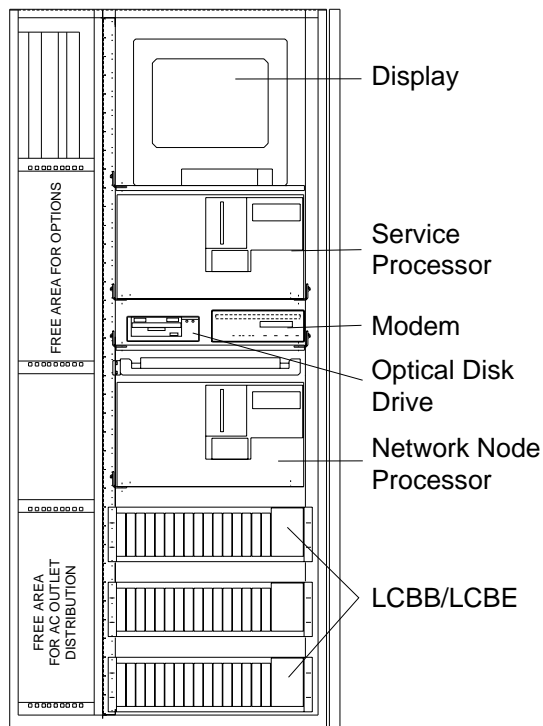 Display
FREE AREA FOR OPTIONS
Service
Processor
Modem
Optical Disk
Drive
Network Node
Processor
FREE AREA
FOR AC OUTLET
DISTRIBUTION
LCBB/LCBE